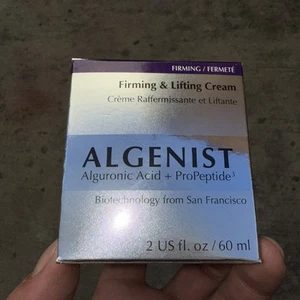 FIRMING / FERMETÉ
Firming & Lifting Cream
Crème Raffermissante et Liftante
ALGENIST
Alguronic Acid + ProPeptide³
Biotechnology from San Francisco
2 US fl. oz / 60 ml